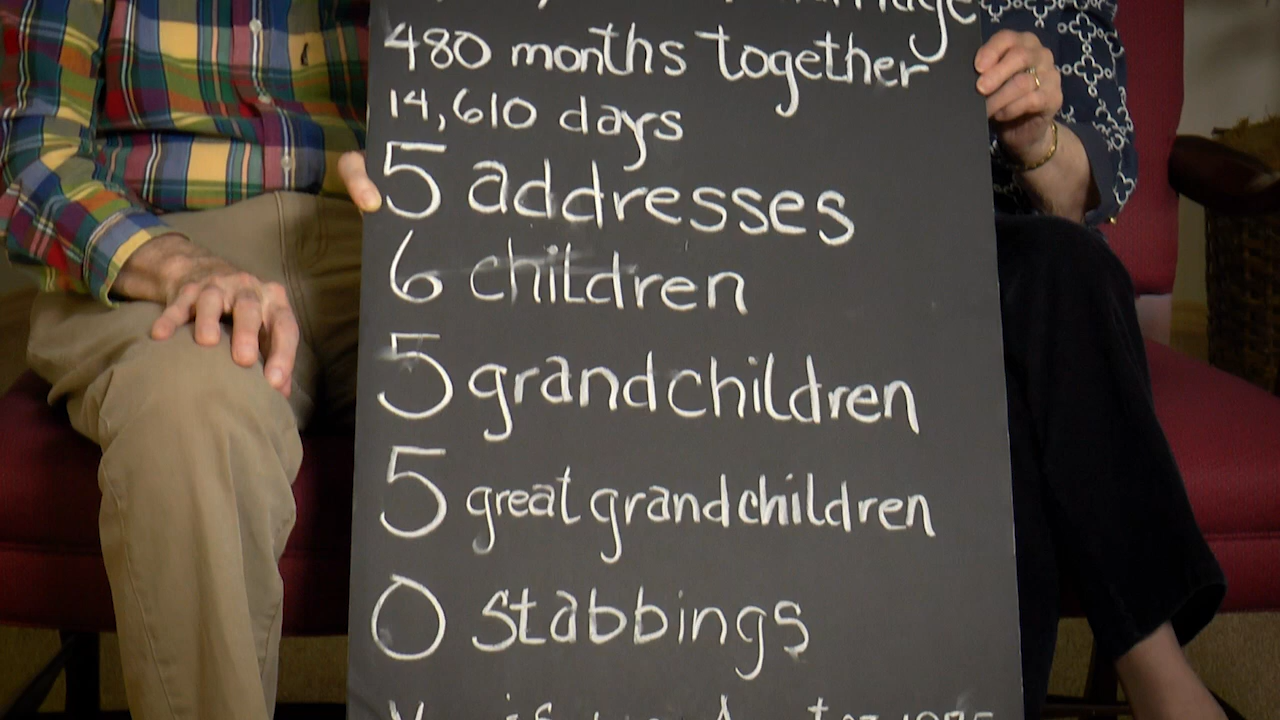 480 months together
14,610 days
5 addresses
6 children
5 grandchildren
5 great grandchildren
0 stabbings